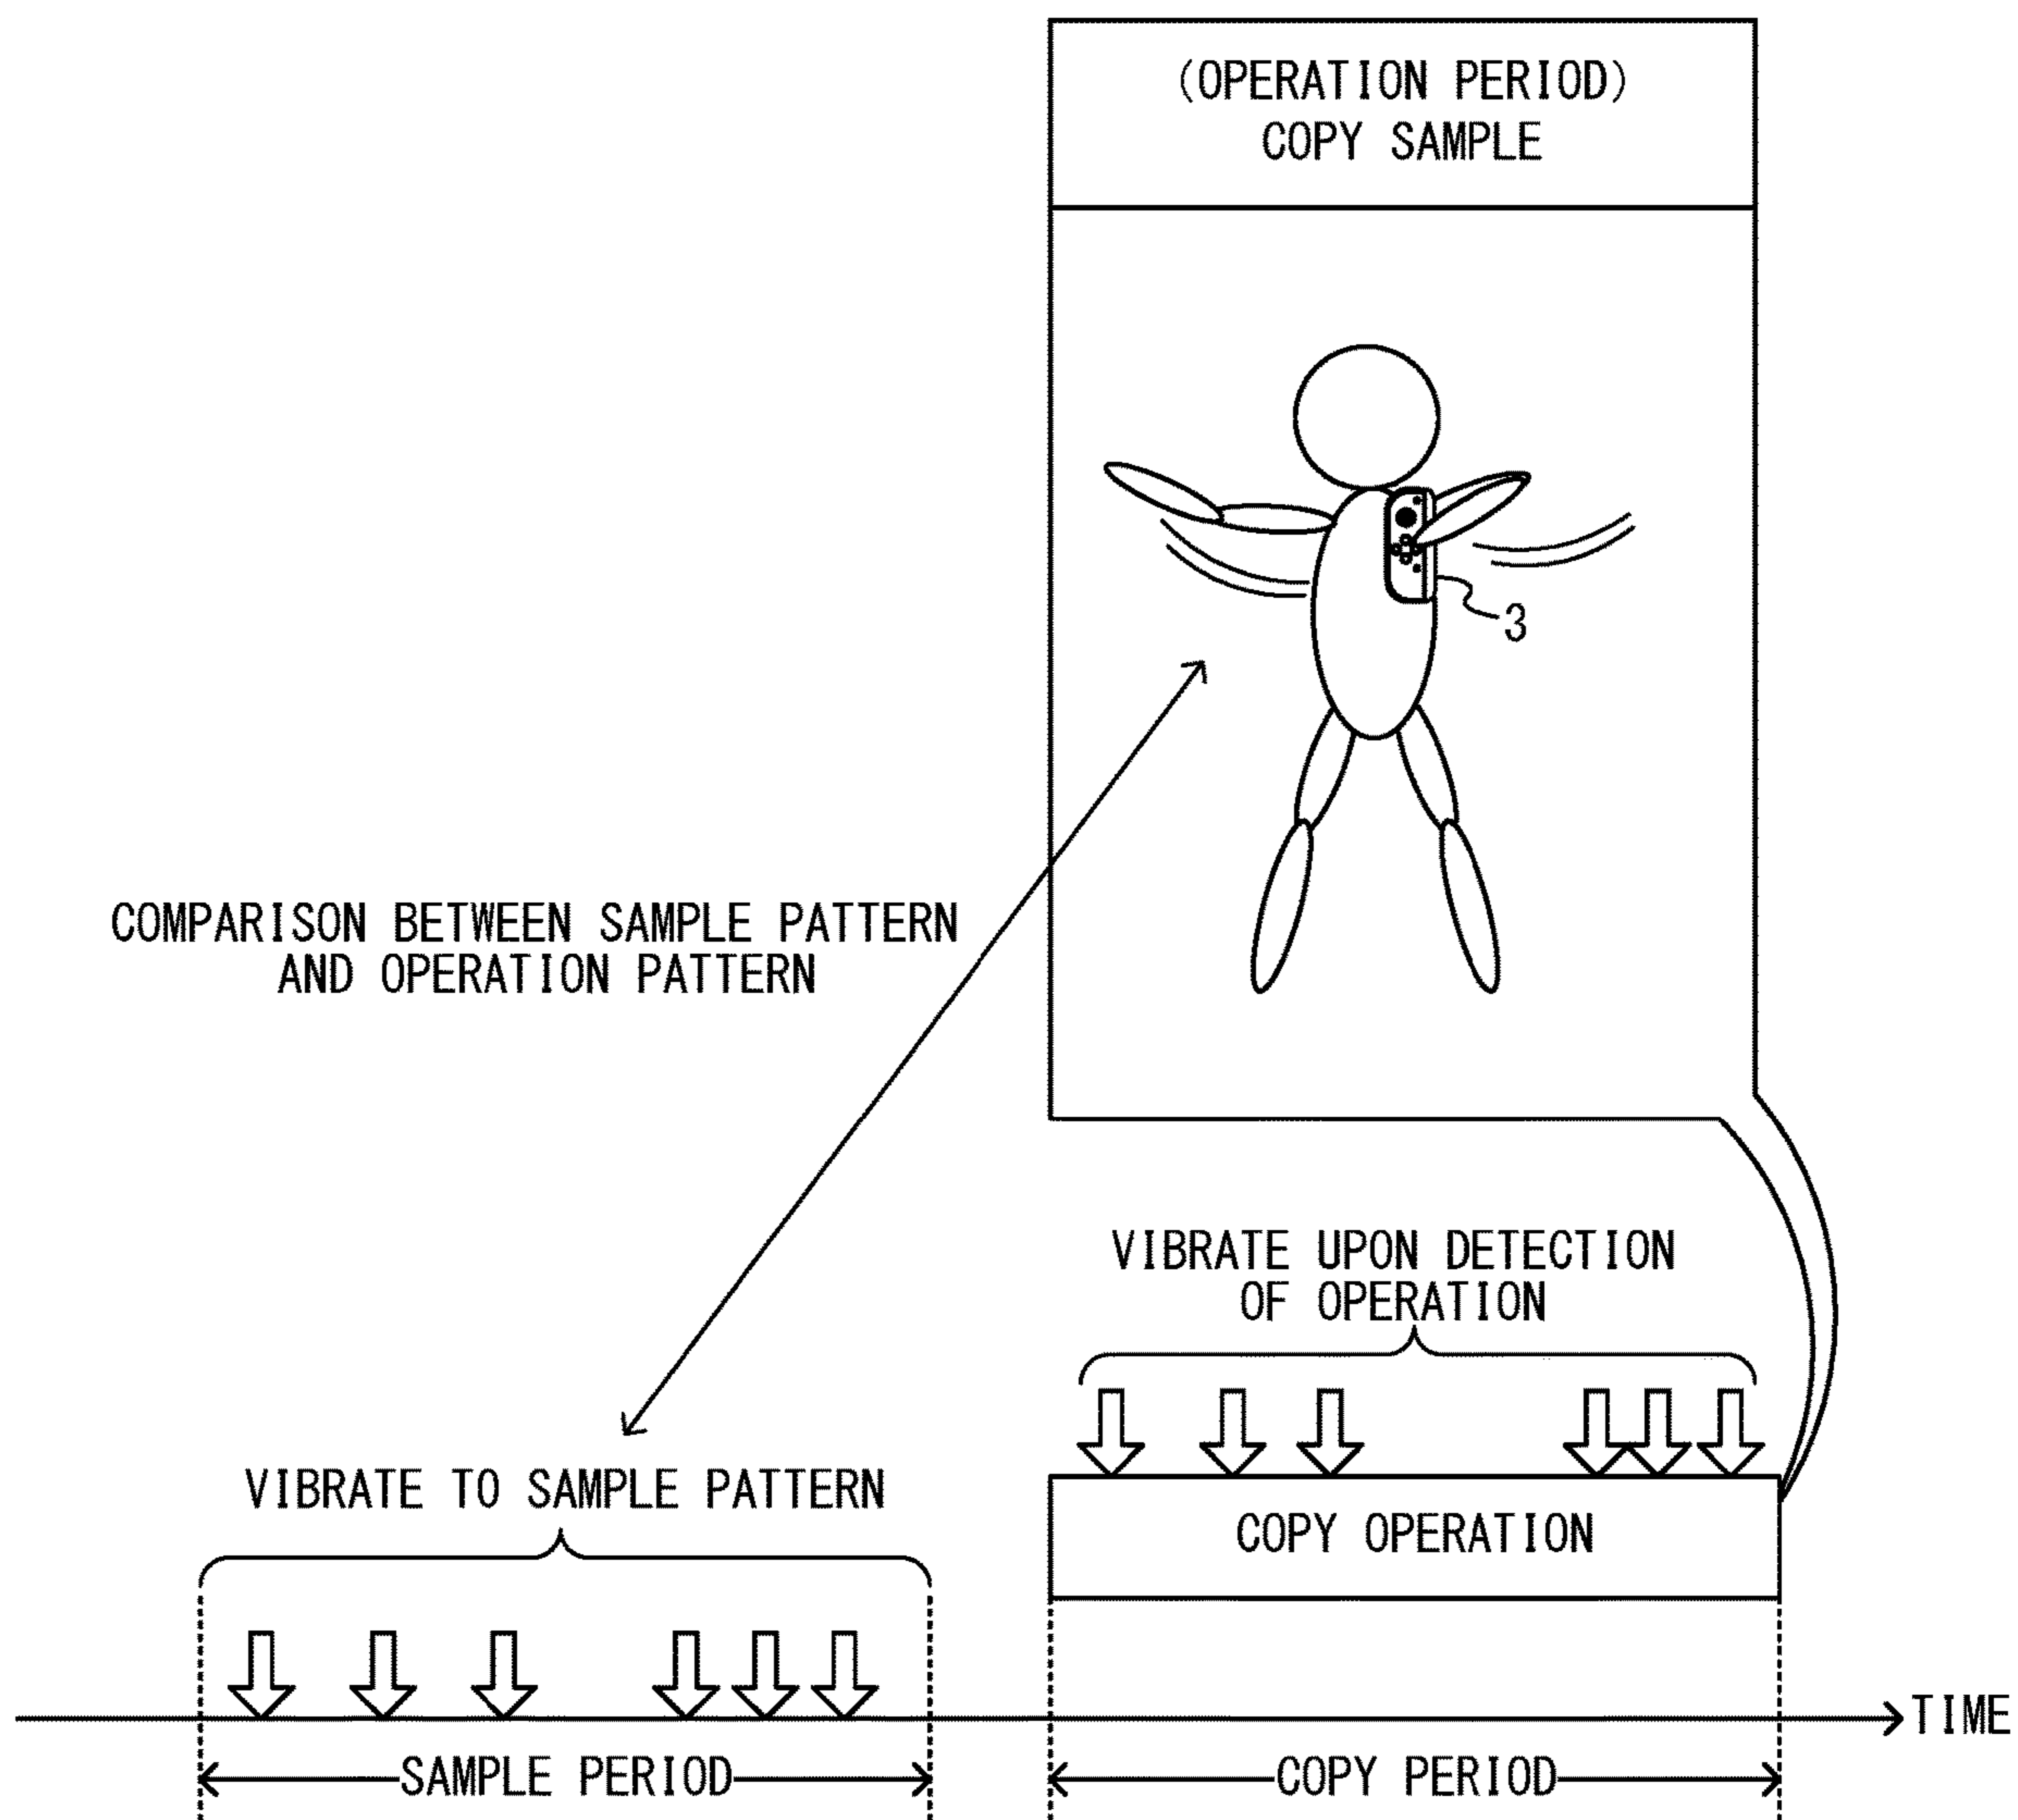 (OPERATION PERIOD)
COPY SAMPLE
3
COMPARISON BETWEEN SAMPLE PATTERN
AND OPERATION PATTERN
VIBRATE UPON DETECTION
OF OPERATION
VIBRATE TO SAMPLE PATTERN
COPY OPERATION
TIME
SAMPLE PERIOD
COPY PERIOD